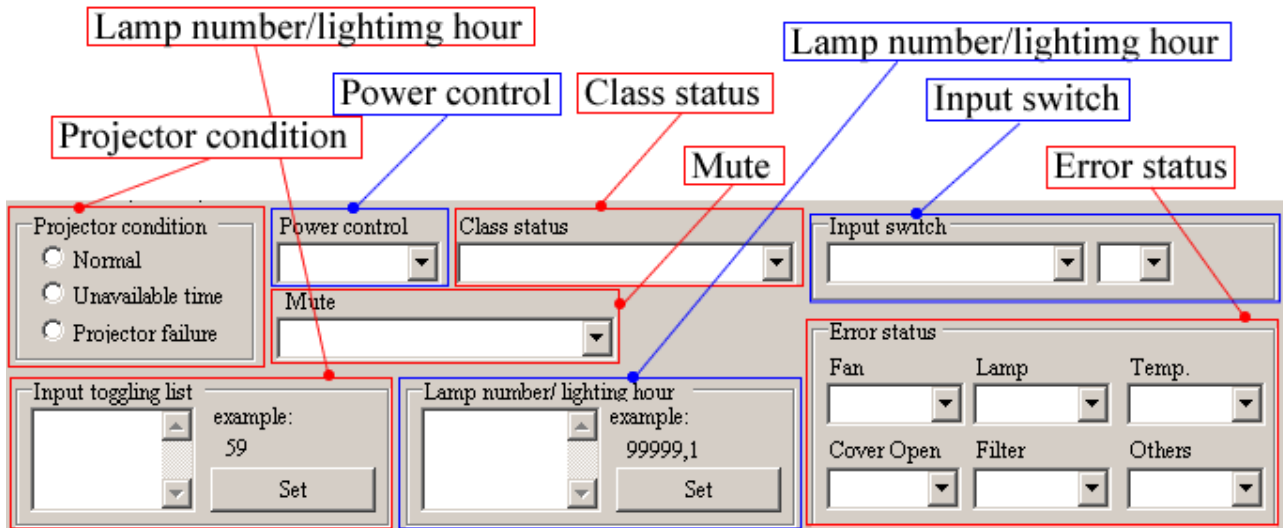 Lamp number/lightimg hour
Lamp number/lightimg hour
Power control
Class status
Input switch
Projector condition
Mute
Error status
Projector condition
Normal
Unavailable time
Projector failure
Power control
Class status
Input switch
Mute
Error status
Fan
Lamp
Temp.
Cover Open
Filter
Others
Input toggling list
example:
59
Set
Lamp number/ lighting hour
example:
99999,1
Set